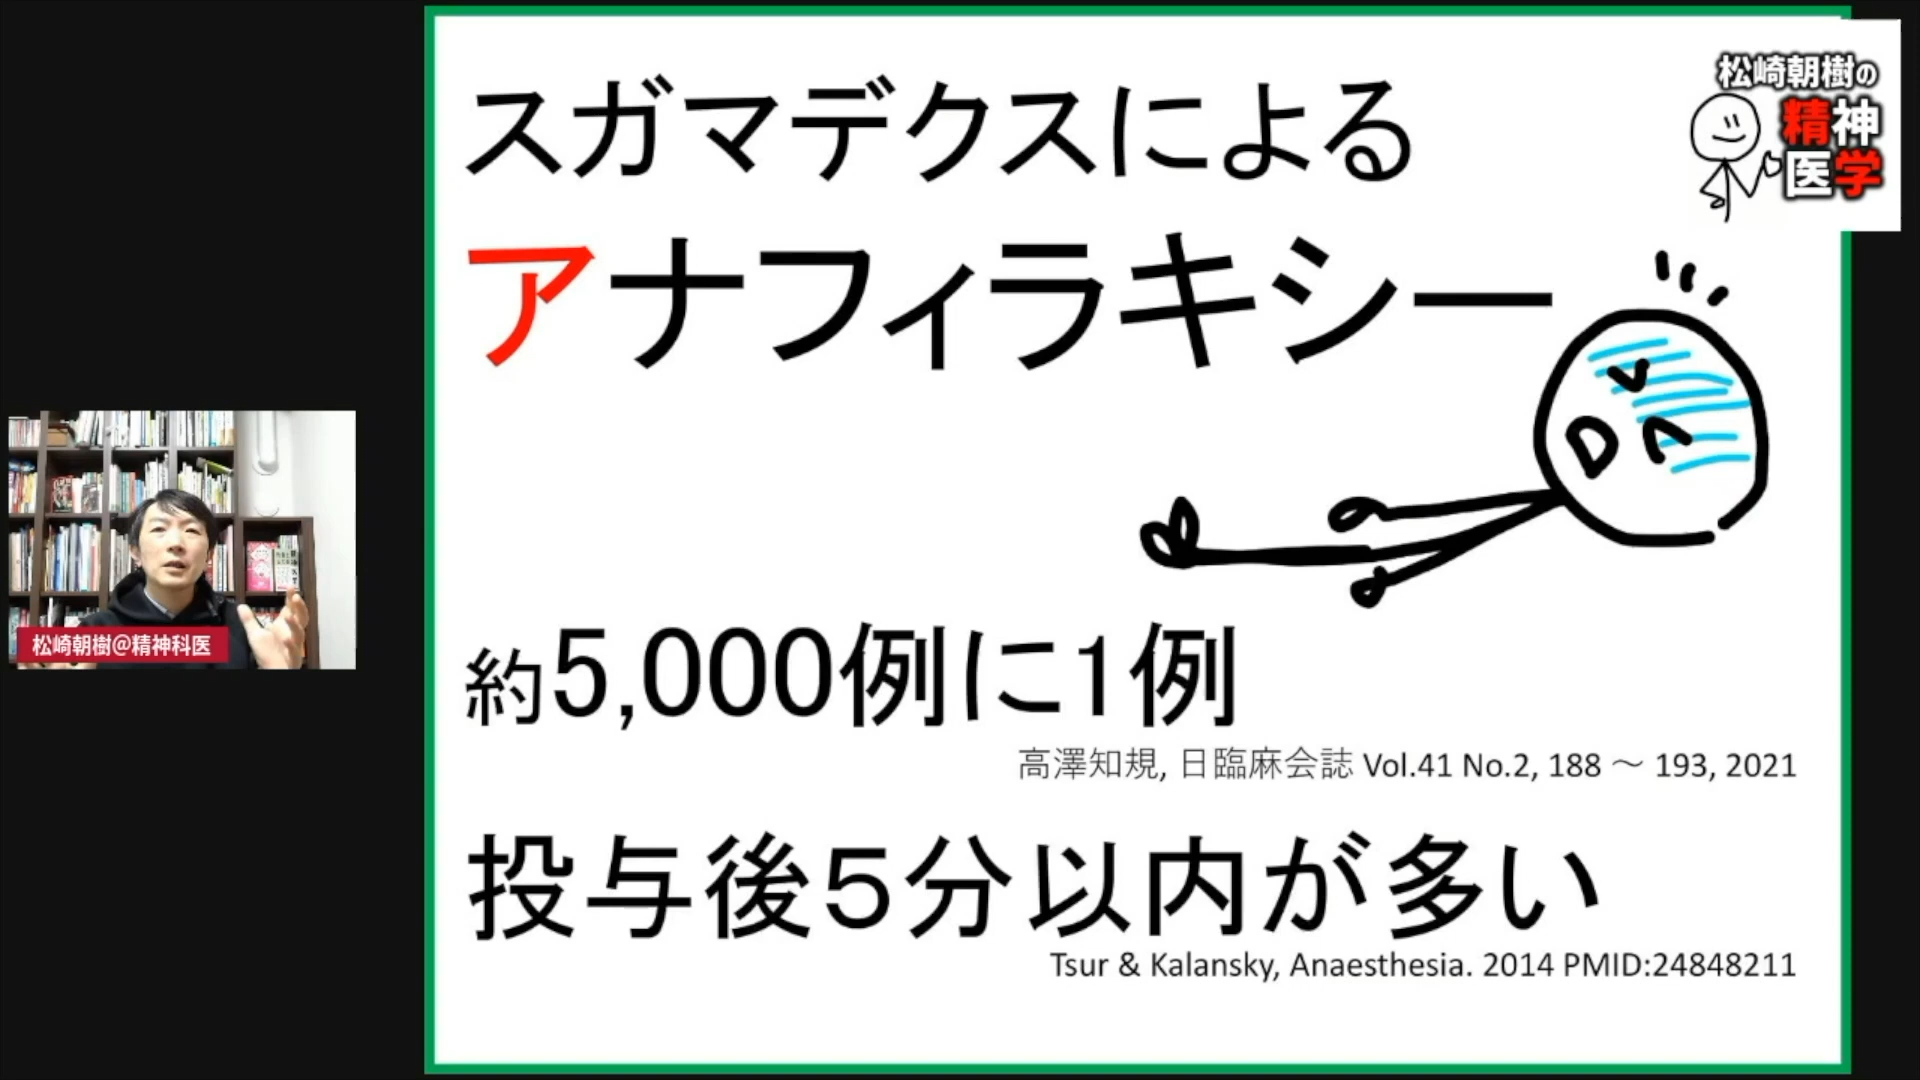 スガマデクスによる
アナフィラキシー
約5,000例に1例
高澤知規, 日臨麻会誌 Vol.41 No.2, 188 ～ 193, 2021
投与後5分以内が多い
Tsur & Kalansky, Anaesthesia. 2014 PMID:24848211
松崎朝樹の
精神
医学
松崎朝樹@精神科医